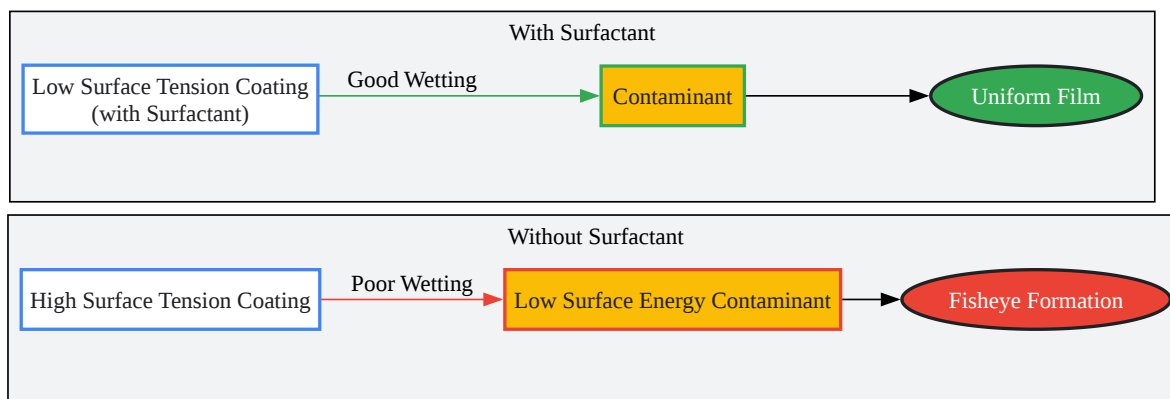 With Surfactant
Low Surface Tension Coating
(with Surfactant)
Good Wetting
Contaminant
Uniform Film
Without Surfactant
High Surface Tension Coating
Poor Wetting
Low Surface Energy Contaminant
Fisheye Formation